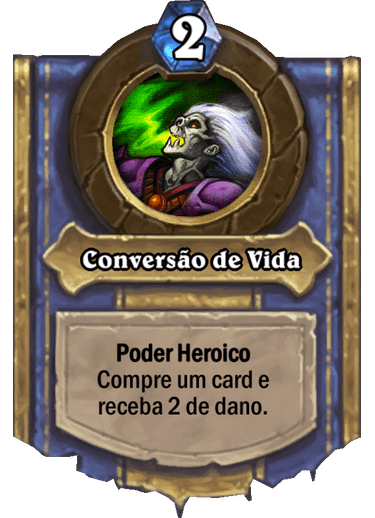 2
Conversão de Vida
Poder Heroico
Compre um card e
receba 2 de dano.